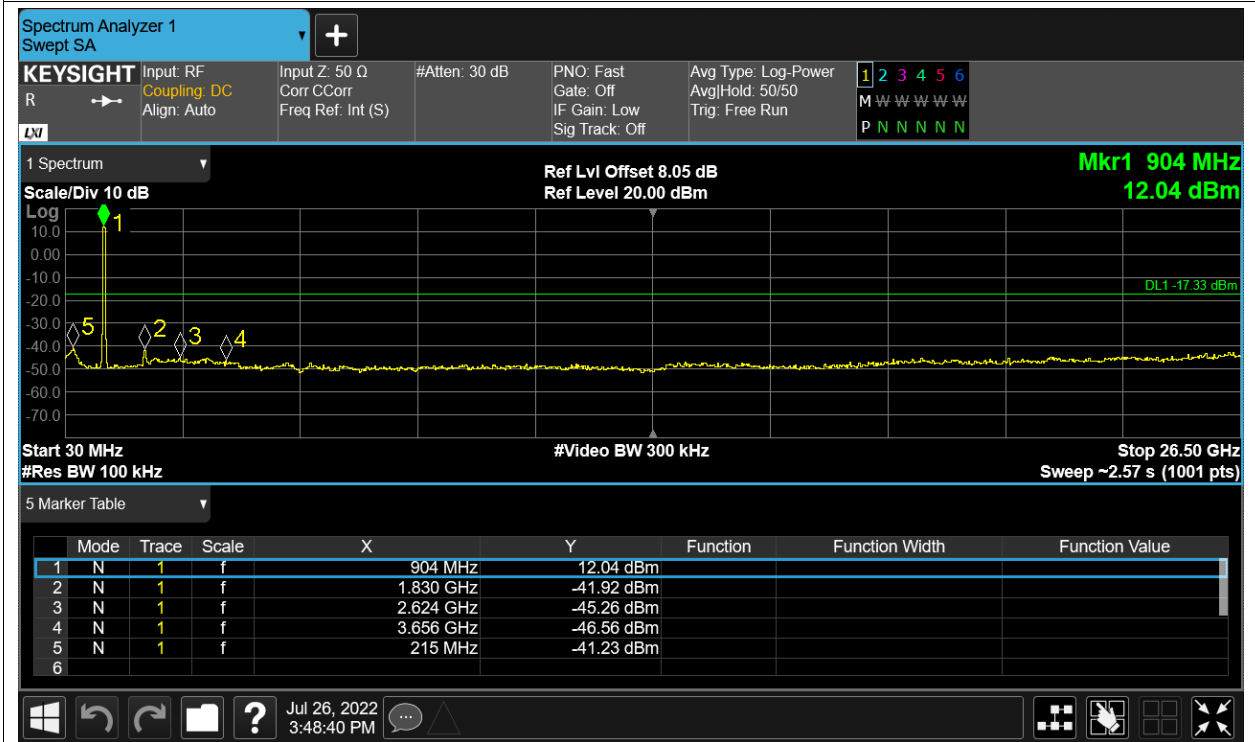 Spectrum Analyzer 1
Swept SA
KEYSIGHT
R
LXI
Input: RF
Coupling: DC
Align: Auto
Input Z: 50 Ω
Corr CCorr
Freq Ref: Int (S)
#Atten: 30 dB
PNO: Fast
Gate: Off
IF Gain: Low
Sig Track: Off
Avg Type: Log-Power
Avg|Hold: 50/50
Trig: Free Run
1 2 3 4 5 6
M W W W W W
P N N N N N
1 Spectrum
Scale/Div 10 dB
Ref Lvl Offset 8.05 dB
Ref Level 20.00 dBm
Mkr1 904 MHz
12.04 dBm
Log
10.0
0.00
-10.0
-20.0
-30.0
-40.0
-50.0
-60.0
-70.0
1
5
2
3
4
DL1 -17.33 dBm
Start 30 MHz
#Video BW 300 kHz
Stop 26.50 GHz
#Res BW 100 kHz
Sweep ~2.57 s (1001 pts)
5 Marker Table
Mode Trace Scale X Y Function Function Width Function Value
1 N 1 f 904 MHz 12.04 dBm
2 N 1 f 1.830 GHz -41.92 dBm
3 N 1 f 2.624 GHz -45.26 dBm
4 N 1 f 3.656 GHz -46.56 dBm
5 N 1 f 215 MHz -41.23 dBm
6
?
Jul 26, 2022
3:48:40 PM